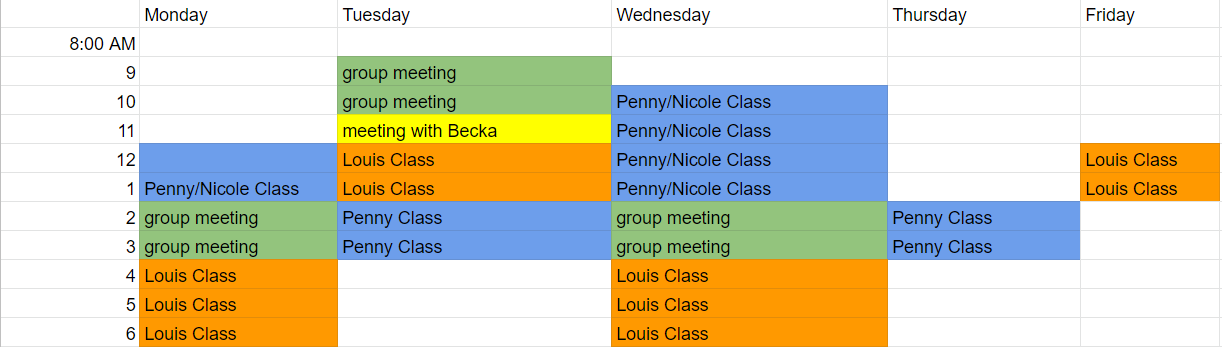 Monday Tuesday Wednesday Thursday Friday
8:00 AM
9 group meeting
10 group meeting Penny/Nicole Class
11 meeting with Becka Penny/Nicole Class
12 Louis Class Penny/Nicole Class Louis Class
1 Penny/Nicole Class Louis Class Penny/Nicole Class Louis Class
2 group meeting Penny Class group meeting Penny Class
3 group meeting Penny Class group meeting Penny Class
4 Louis Class Louis Class
5 Louis Class Louis Class
6 Louis Class Louis Class